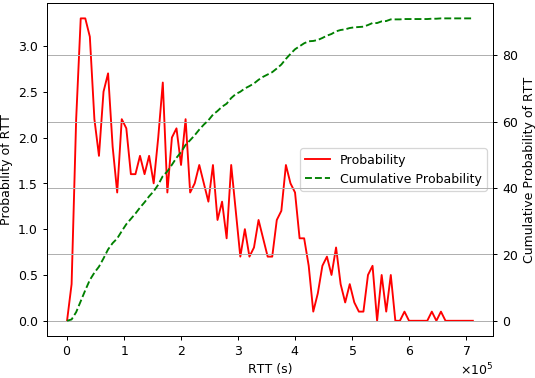 Probability of RTT
3.0
2.5
2.0
1.5
1.0
0.5
0.0
80
60
40
20
0
Cumulative Probability of RTT
Probability
Cumulative Probability
0 1 2 3 4 5 6 7
RTT (s)
×10⁵